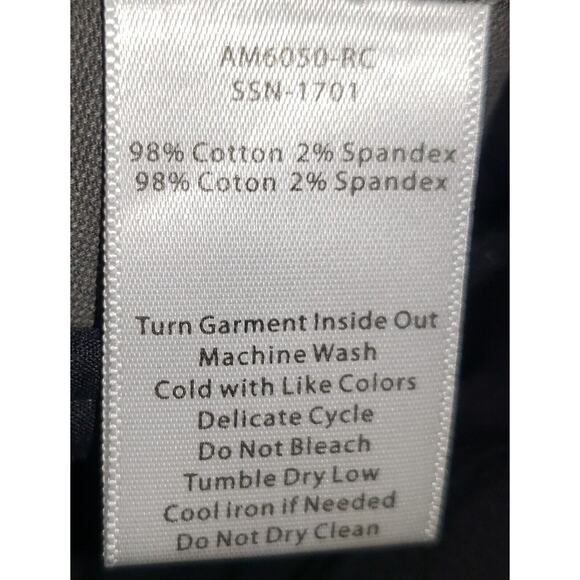 AM6050-RC
SSN-1701
98% Cotton 2% Spandex
98% Coton 2% Spandex
Turn Garment Inside Out
Machine Wash
Cold with Like Colors
Delicate Cycle
Do Not Bleach
Tumble Dry Low
Cool iron if Needed
Do Not Dry Clean